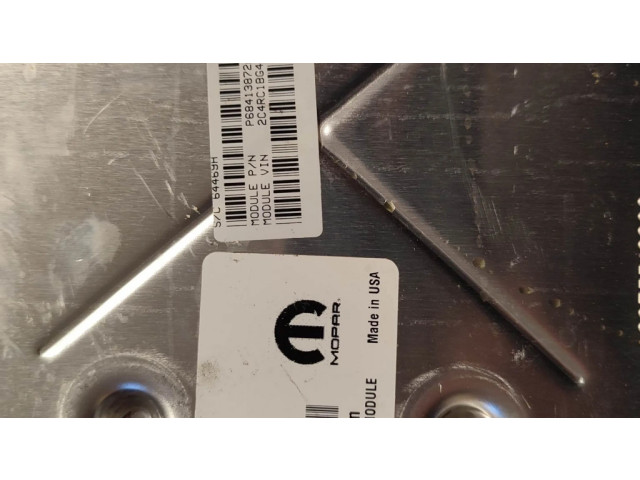 S/C 64469H
MODULE P/N P68413872
MODULE VIN 2C4RC1BG4
MOPAR.
Made in USA
MODULE